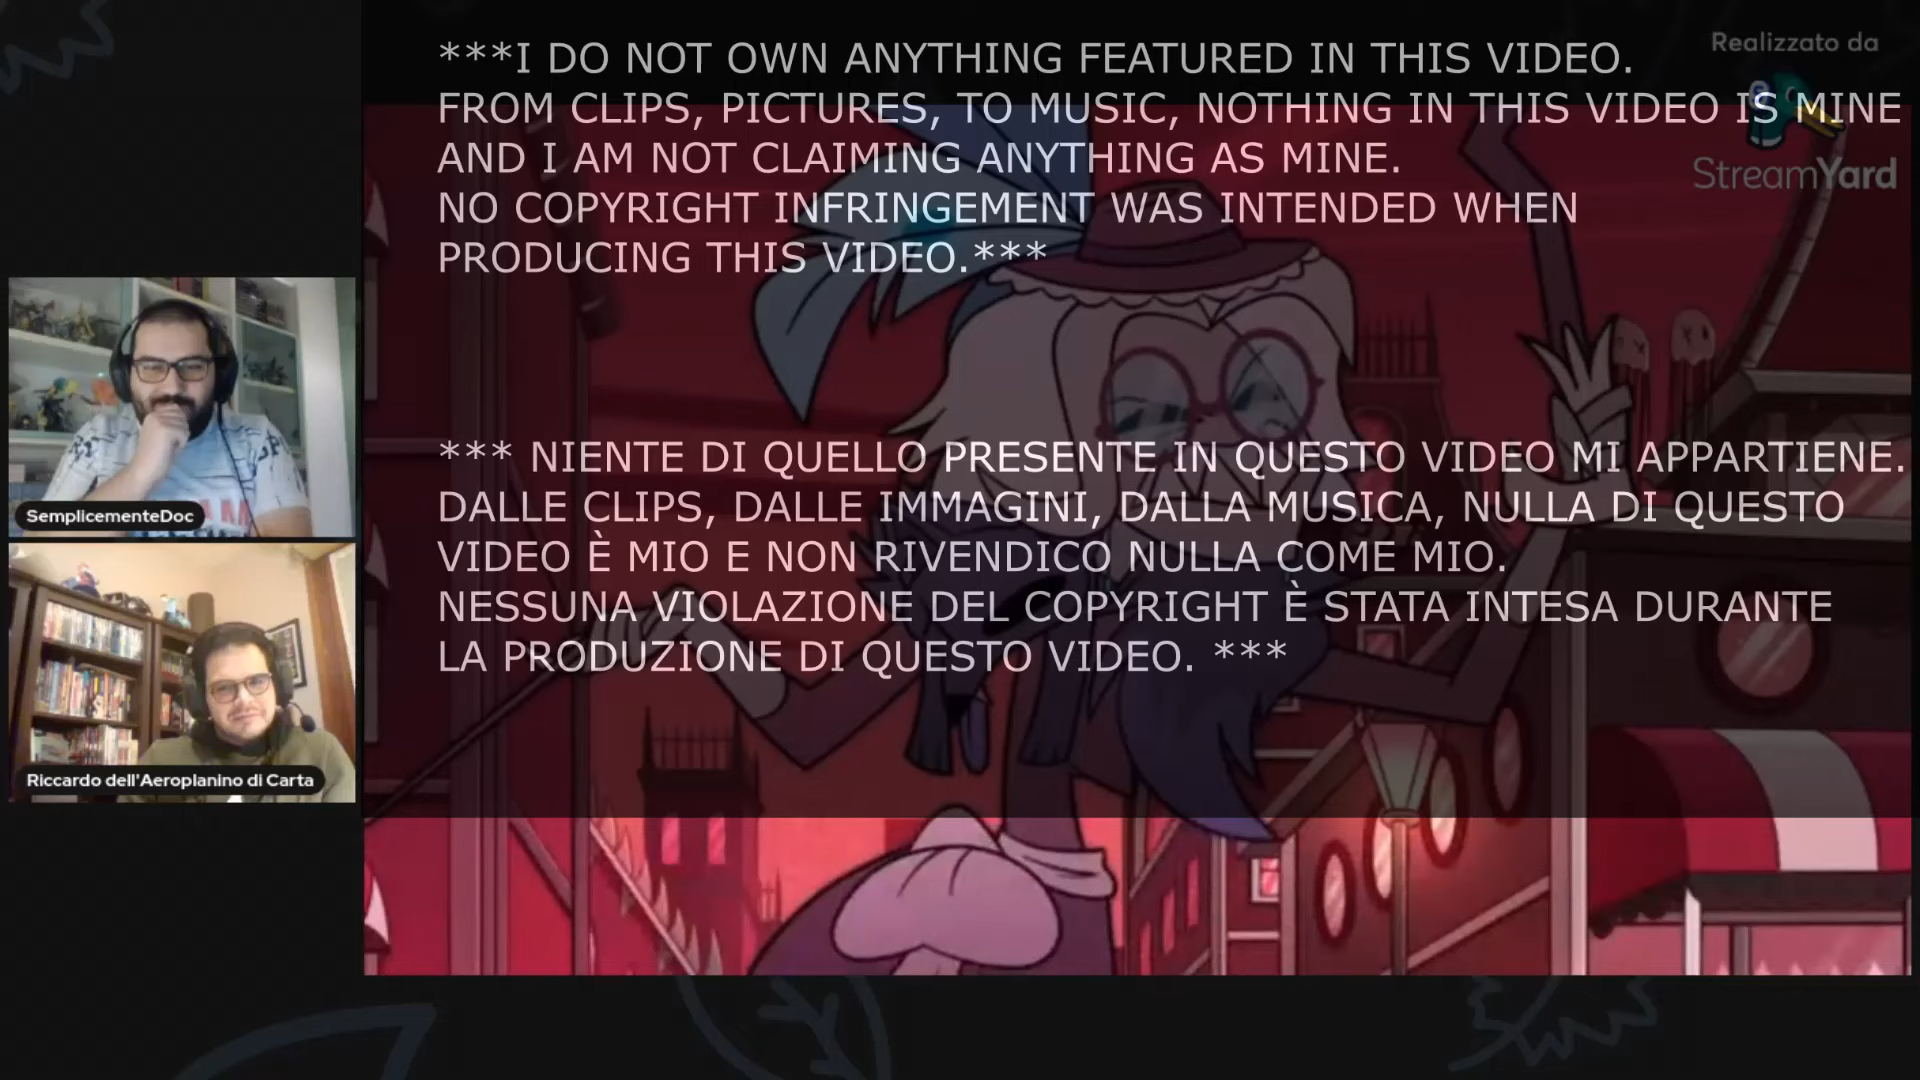 ***I DO NOT OWN ANYTHING FEATURED IN THIS VIDEO.
FROM CLIPS, PICTURES, TO MUSIC, NOTHING IN THIS VIDEO IS MINE
AND I AM NOT CLAIMING ANYTHING AS MINE.
NO COPYRIGHT INFRINGEMENT WAS INTENDED WHEN
PRODUCING THIS VIDEO.***
Realizzato da
StreamYard
*** NIENTE DI QUELLO PRESENTE IN QUESTO VIDEO MI APPARTIENE.
DALLE CLIPS, DALLE IMMAGINI, DALLA MUSICA, NULLA DI QUESTO
VIDEO È MIO E NON RIVENDICO NULLA COME MIO.
NESSUNA VIOLAZIONE DEL COPYRIGHT È STATA INTESA DURANTE
LA PRODUZIONE DI QUESTO VIDEO. ***
SemplicementeDoc
Riccardo dell'Aeroplanino di Carta